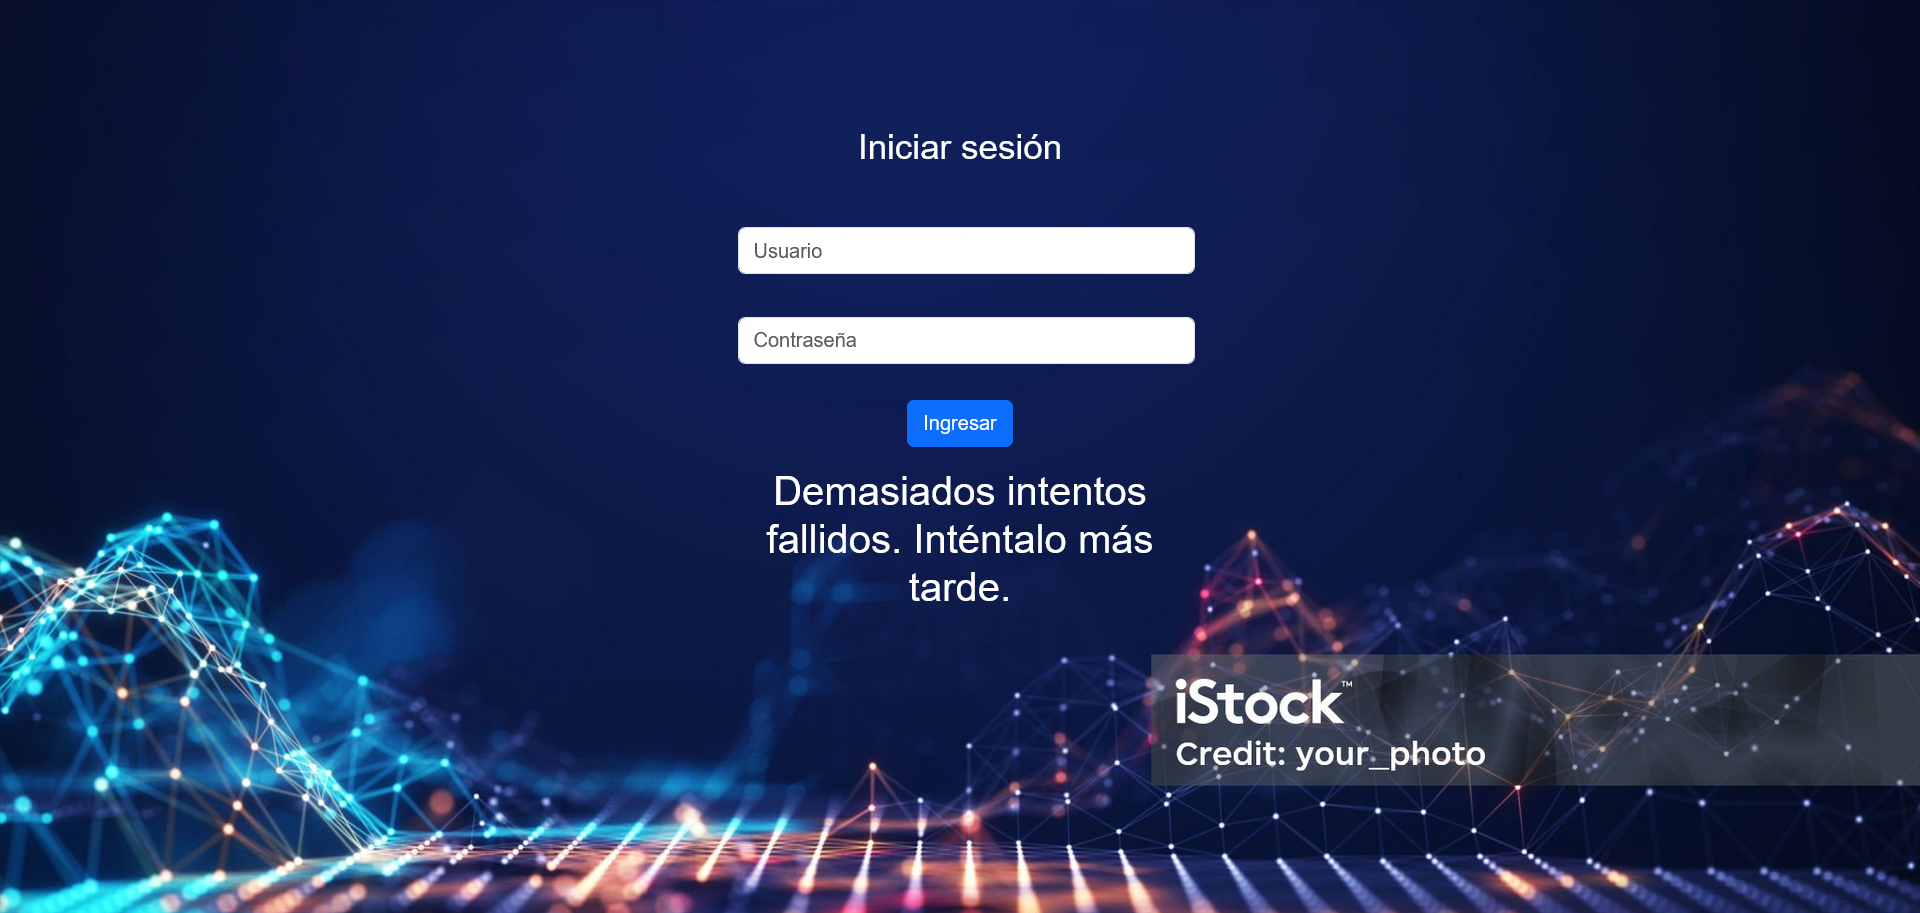 Iniciar sesión
Usuario
Contraseña
Ingresar
Demasiados intentos
fallidos. Inténtalo más
tarde.
iStock™
Credit: your_photo